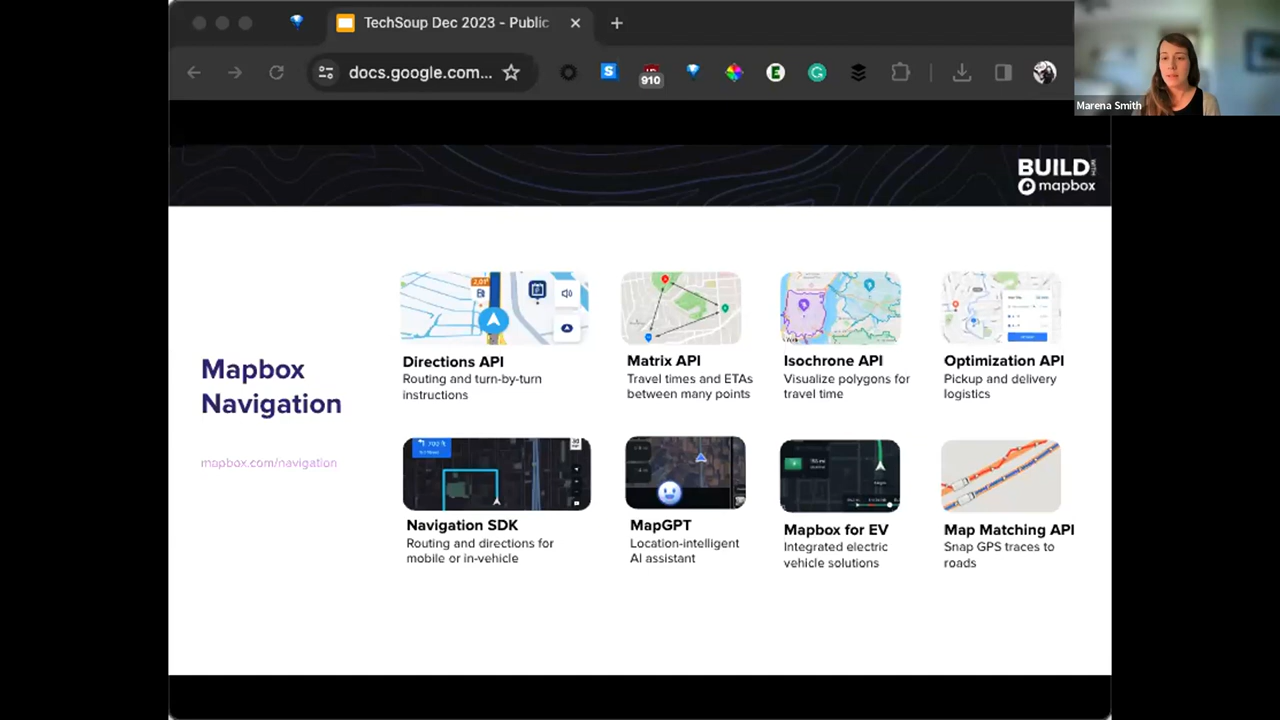 TechSoup Dec 2023 - Public
docs.google.com...
910
Marena Smith
BUILD WITH
mapbox
Mapbox
Navigation
mapbox.com/navigation
Directions API
Routing and turn-by-turn
instructions
Matrix API
Travel times and ETAs
between many points
Isochrone API
Visualize polygons for
travel time
Optimization API
Pickup and delivery
logistics
Navigation SDK
Routing and directions for
mobile or in-vehicle
MapGPT
Location-intelligent
AI assistant
Mapbox for EV
Integrated electric
vehicle solutions
Map Matching API
Snap GPS traces to
roads